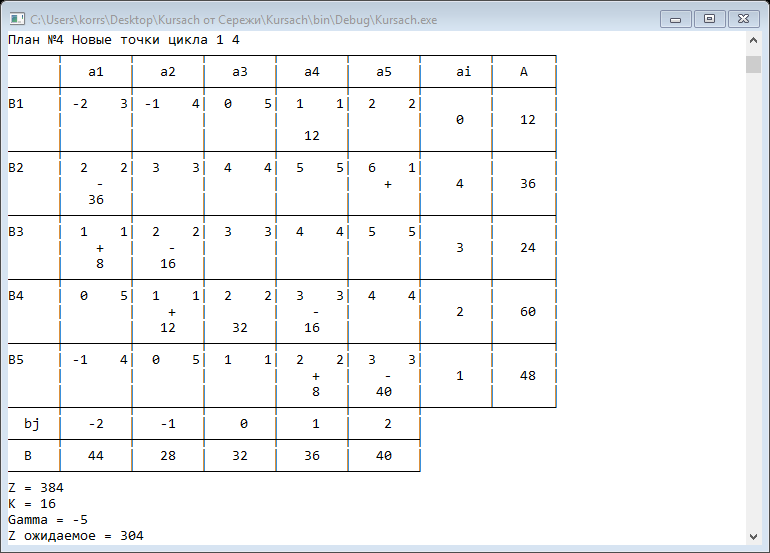 C:\Users\korrs\Desktop\Kursach от Сережи\Kursach\bin\Debug\Kursach.exe
План №4 Новые точки цикла 1 4
a1 a2 a3 a4 a5 ai A
B1 -2 3 -1 4 0 5 1 1 2 2
0 12
12
B2 2 2 3 3 4 4 5 5 6 1
- + 4 36
36
B3 1 1 2 2 3 3 4 4 5 5
+ - 3 24
8 16
B4 0 5 1 1 2 2 3 3 4 4
+ - 2 60
12 32 16
B5 -1 4 0 5 1 1 2 2 3 3
+ - 1 48
8 40
bj -2 -1 0 1 2
B 44 28 32 36 40
Z = 384
K = 16
Gamma = -5
Z ожидаемое = 304